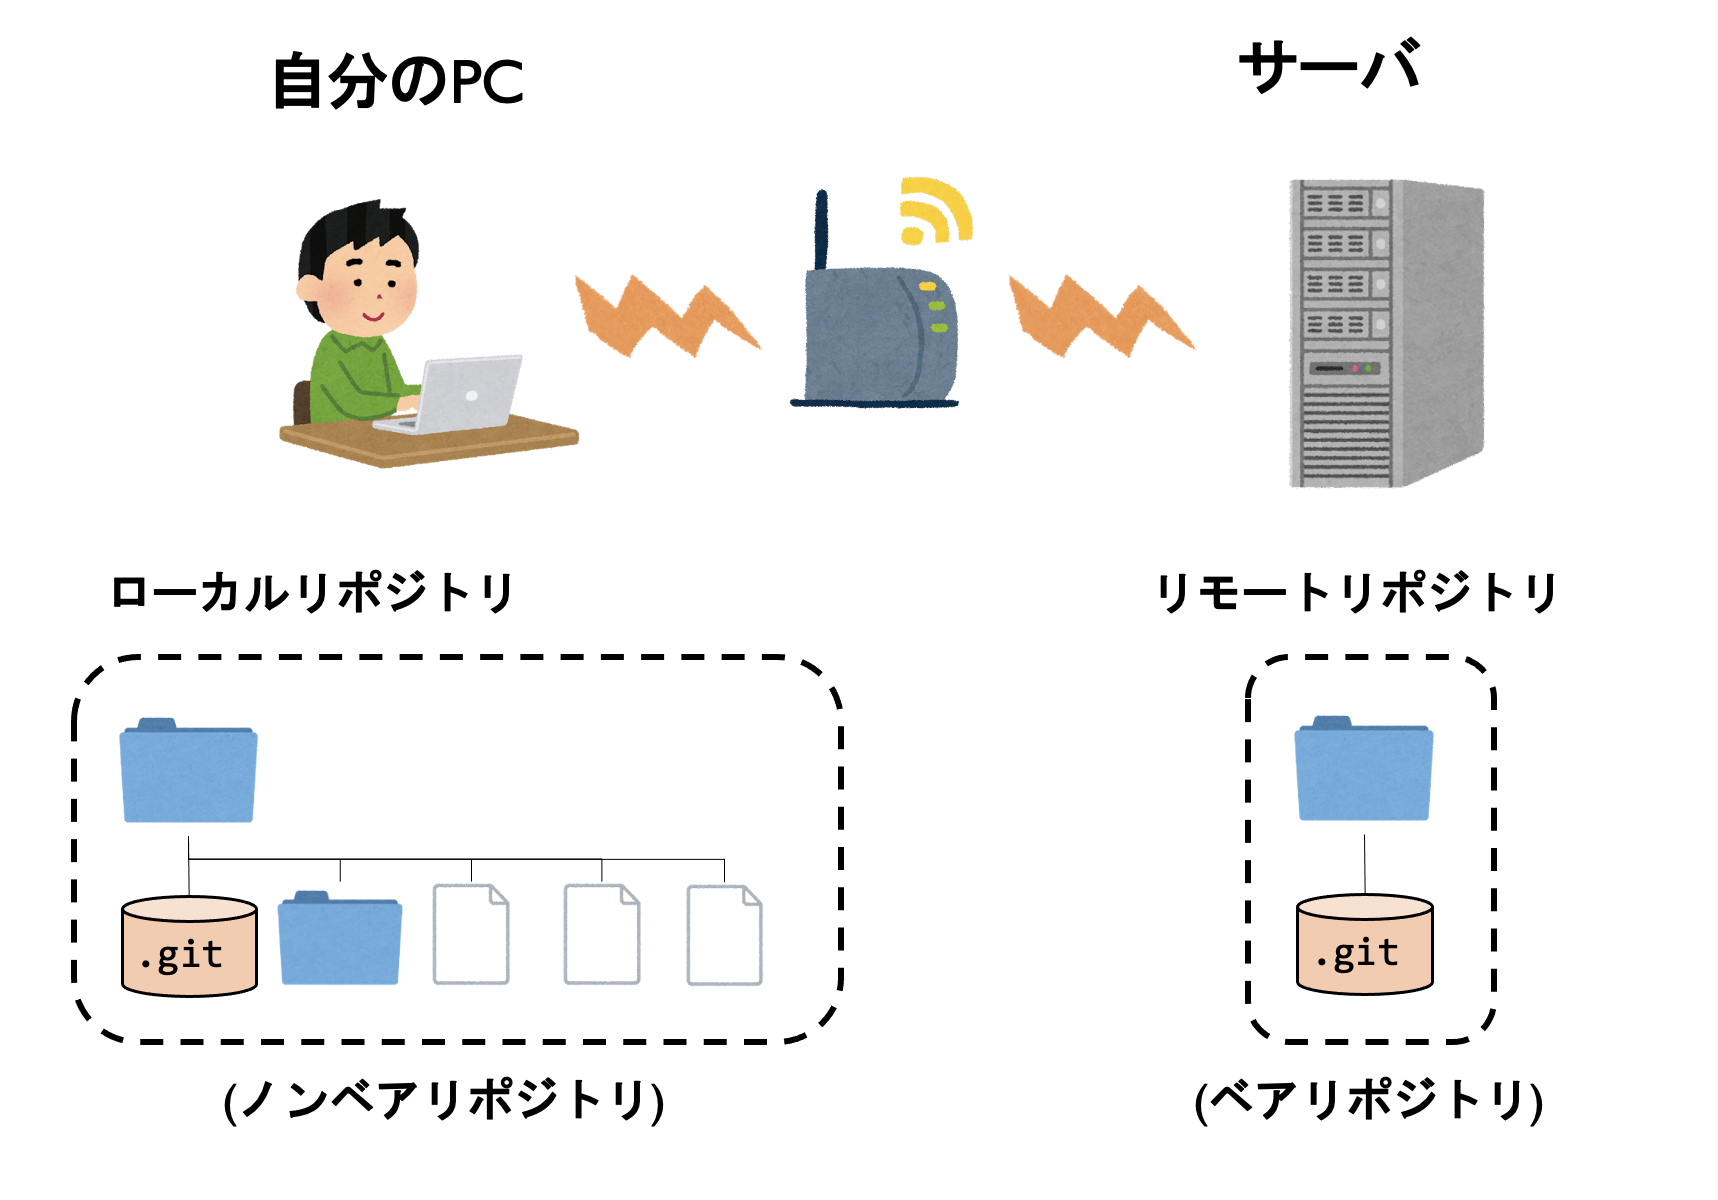 自分のPC
サーバ
ローカルリポジトリ
リモートリポジトリ
.git
.git
(ノンベアリポジトリ)
(ベアリポジトリ)